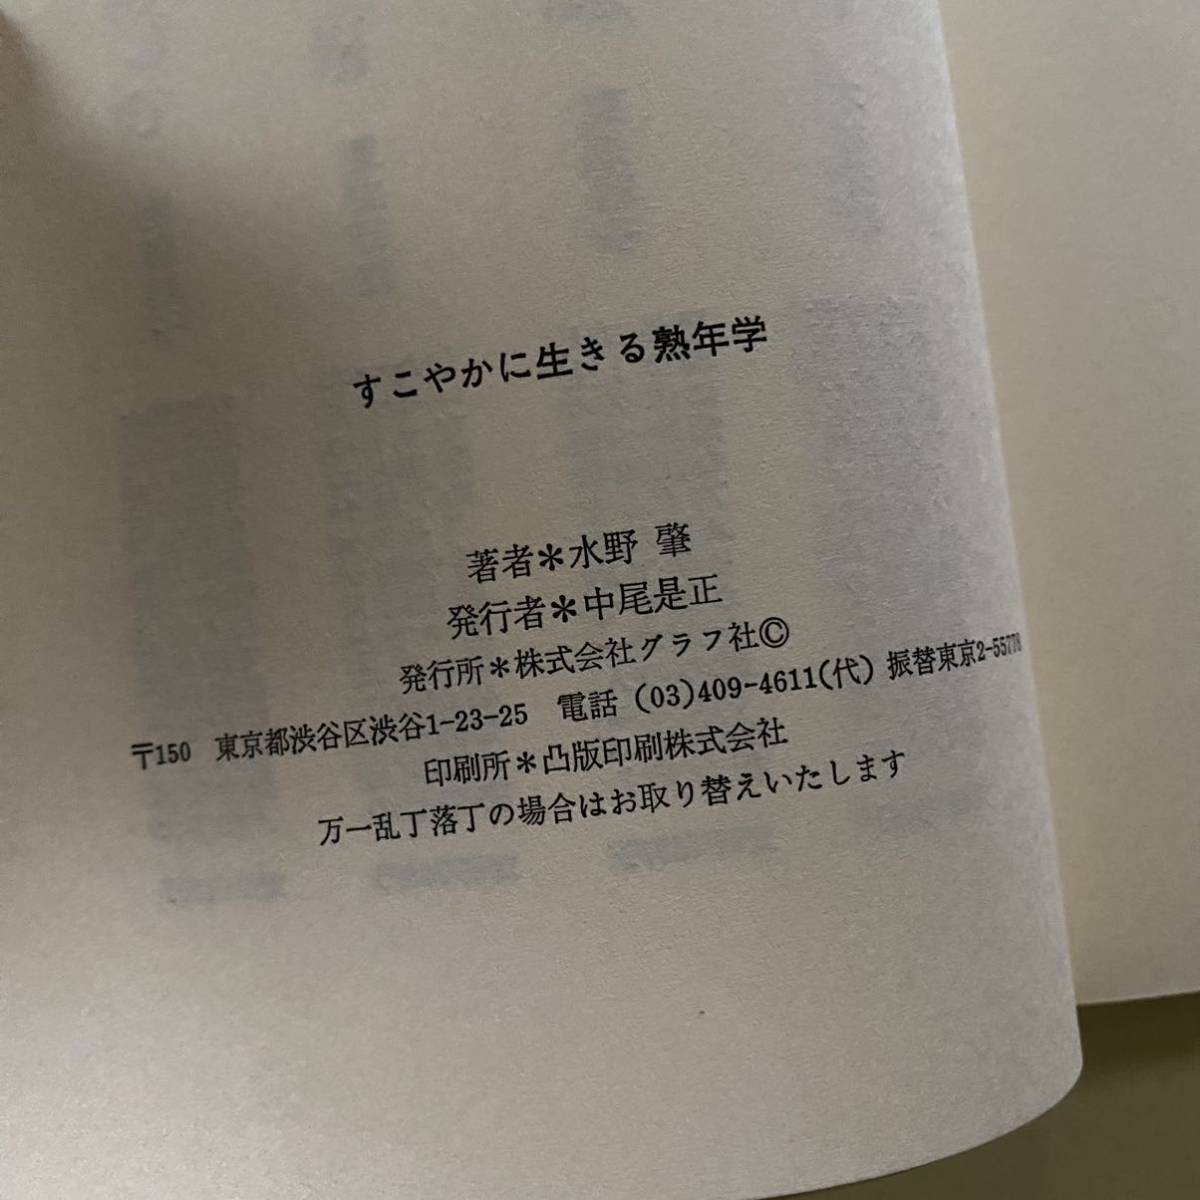 すこやかに生きる熟年学
著者＊水野 肇
発行者＊中尾是正
発行所＊株式会社グラフ社©
〒150 東京都渋谷区渋谷1-23-25 電話 (03)409-4611(代) 振替東京2-55778
印刷所＊凸版印刷株式会社
万一乱丁落丁の場合はお取り替えいたします